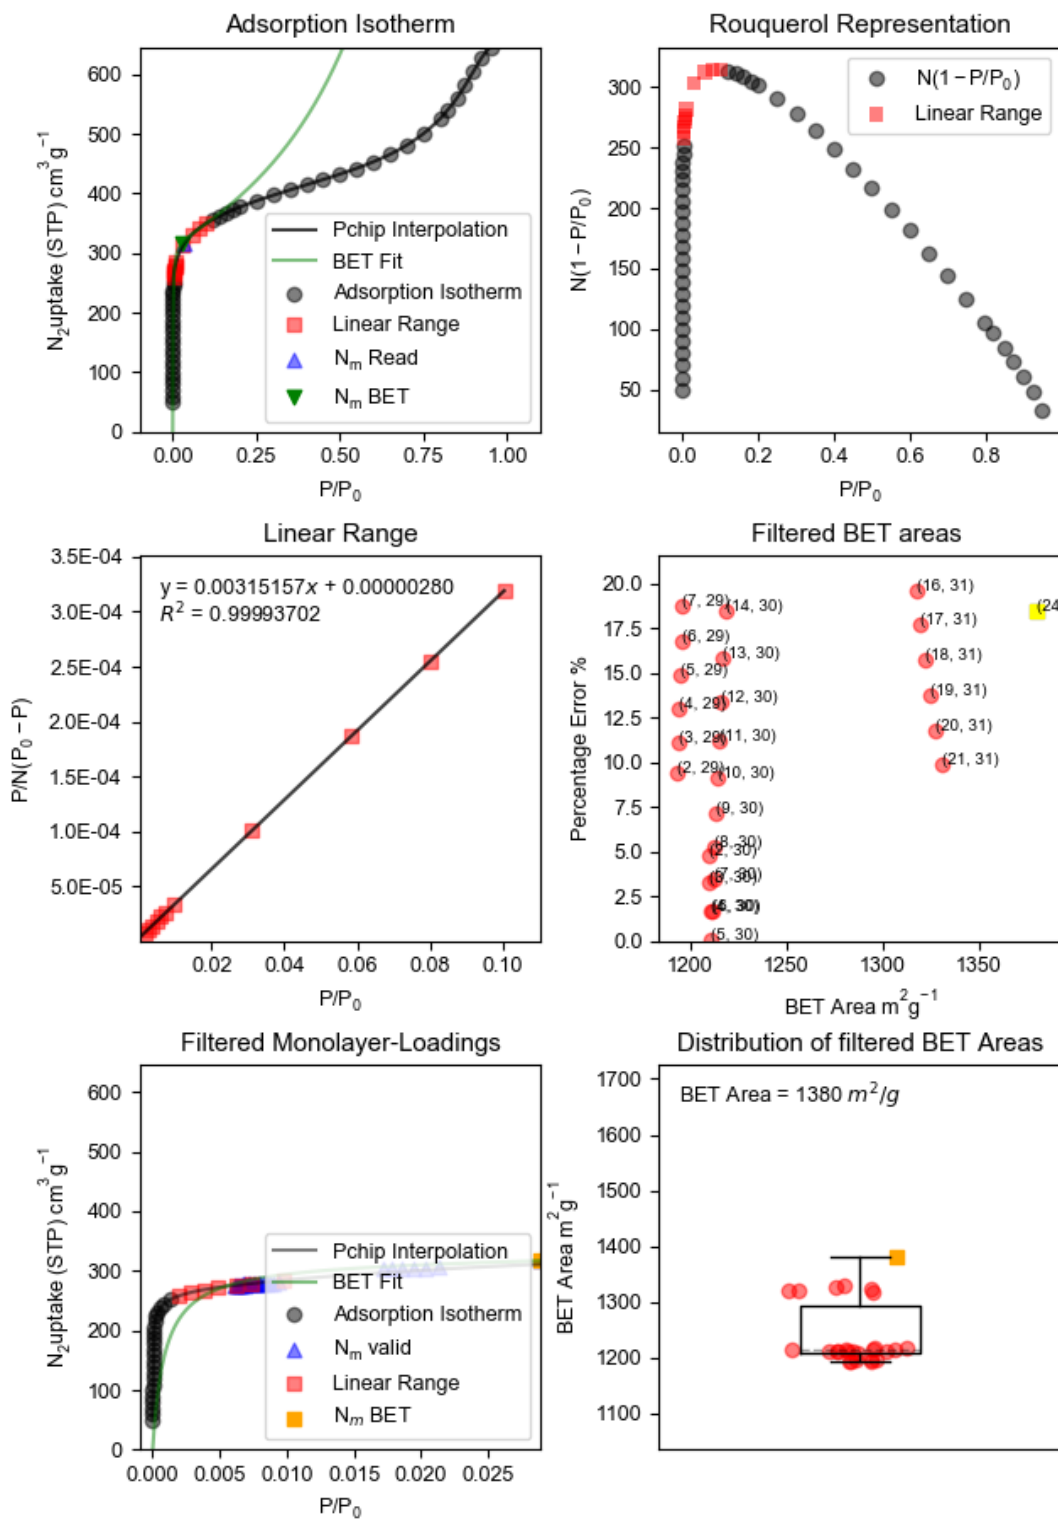 Adsorption Isotherm
N₂uptake (STP) cm³ g⁻¹
600
500
400
300
200
100
0
Pchip Interpolation
BET Fit
Adsorption Isotherm
Linear Range
Nₘ Read
Nₘ BET
0.00 0.25 0.50 0.75 1.00
P/P₀
Rouquerol Representation
N(1 − P/P₀)
300
250
200
150
100
50
N(1 − P/P₀)
Linear Range
0.0 0.2 0.4 0.6 0.8
P/P₀
Linear Range
P/N(P₀ − P)
3.5E-04
3.0E-04
2.5E-04
2.0E-04
1.5E-04
1.0E-04
5.0E-05
y = 0.00315157x + 0.00000280
R² = 0.99993702
0.02 0.04 0.06 0.08 0.10
P/P₀
Filtered BET areas
Percentage Error %
20.0
17.5
15.0
12.5
10.0
7.5
5.0
2.5
0.0
(16, 31)
(7, 29) (14, 30) (24
(17, 31)
(6, 29)
(13, 30) (18, 31)
(5, 29)
(12, 30) (19, 31)
(4, 29)
(3, 29) (11, 30) (20, 31)
(2, 29) (10, 30) (21, 31)
(9, 30)
(8, 30)
(2, 30)
(7, 30)
(3, 30)
(5, 30)
1200 1250 1300 1350
BET Area m²g⁻¹
Filtered Monolayer-Loadings
N₂uptake (STP) cm³ g⁻¹
600
500
400
300
200
100
0
Pchip Interpolation
BET Fit
Adsorption Isotherm
Nₘ valid
Linear Range
Nₘ BET
0.000 0.005 0.010 0.015 0.020 0.025
P/P₀
Distribution of filtered BET Areas
BET Area m²g⁻¹
1700
1600
1500
1400
1300
1200
1100
BET Area = 1380 m²/g